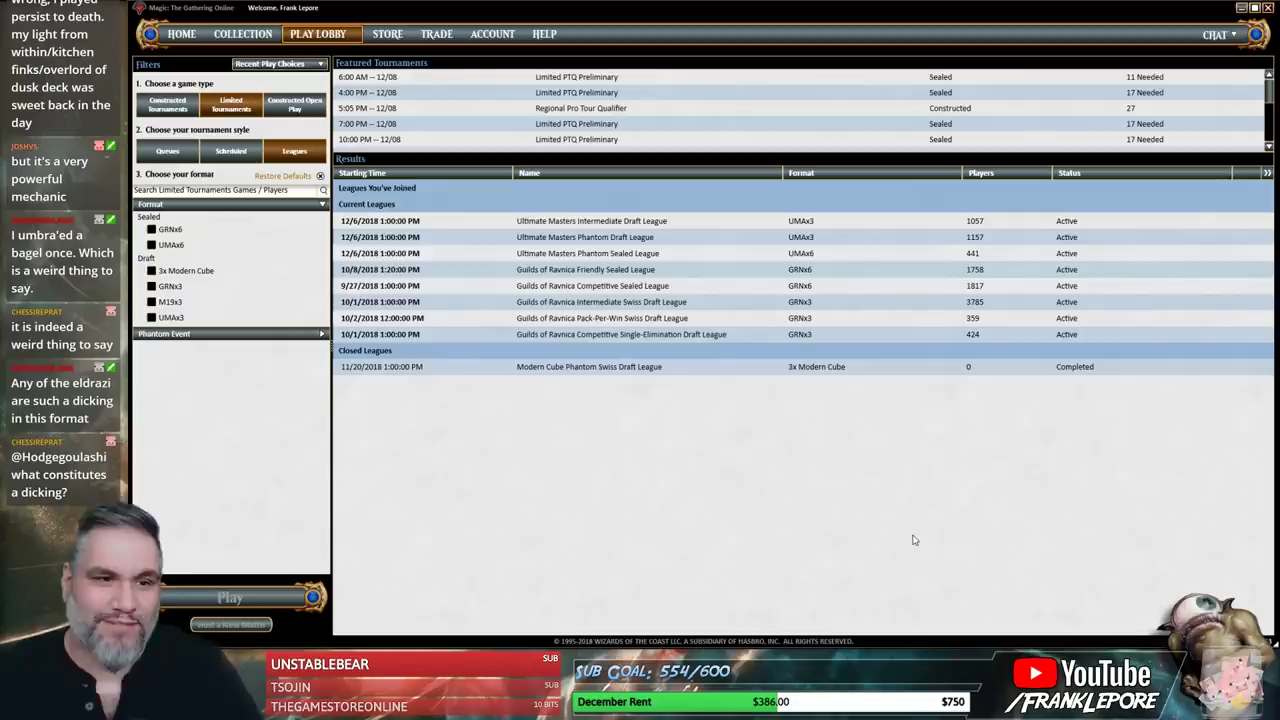 wrong, I played
persist to death.
my light from
within/kitchen
finks/overlord of
dusk deck was
sweet back in the
day
JOSHVS
but it's a very
powerful
mechanic
I umbra'ed a
bagel once. Which
is a weird thing to
say.
CHESSIREPRAT
it is indeed a
weird thing to say
Any of the eldrazi
are such a dicking
in this format
CHESSIREPRAT
@Hodgegoulashi
what constitutes
a dicking?
Magic: The Gathering Online Welcome, Frank Lepore
HOME COLLECTION PLAY LOBBY STORE TRADE ACCOUNT HELP CHAT
Filters Recent Play Choices
1. Choose a game type
Constructed Tournaments Limited Tournaments Constructed Open Play
2. Choose your tournament style
Queues Scheduled Leagues
3. Choose your format Restore Defaults
Search Limited Tournaments Games / Players
Format
Sealed
GRNx6
UMAx6
Draft
3x Modern Cube
GRNx3
M19x3
UMAx3
Phantom Event
Play
Host a New Match
Featured Tournaments
6:00 AM -- 12/08 Limited PTQ Preliminary Sealed 11 Needed
4:00 PM -- 12/08 Limited PTQ Preliminary Sealed 17 Needed
5:05 PM -- 12/08 Regional Pro Tour Qualifier Constructed 27
7:00 PM -- 12/08 Limited PTQ Preliminary Sealed 17 Needed
10:00 PM -- 12/08 Limited PTQ Preliminary Sealed 17 Needed
Results
Starting Time Name Format Players Status
Leagues You've Joined
Current Leagues
12/6/2018 1:00:00 PM Ultimate Masters Intermediate Draft League UMAx3 1057 Active
12/6/2018 1:00:00 PM Ultimate Masters Phantom Draft League UMAx3 1157 Active
12/6/2018 1:00:00 PM Ultimate Masters Phantom Sealed League UMAx6 441 Active
10/8/2018 1:20:00 PM Guilds of Ravnica Friendly Sealed League GRNx6 1758 Active
9/27/2018 1:00:00 PM Guilds of Ravnica Competitive Sealed League GRNx6 1817 Active
10/1/2018 1:00:00 PM Guilds of Ravnica Intermediate Swiss Draft League GRNx3 3785 Active
10/2/2018 12:00:00 PM Guilds of Ravnica Pack-Per-Win Swiss Draft League GRNx3 359 Active
10/1/2018 1:00:00 PM Guilds of Ravnica Competitive Single-Elimination Draft League GRNx3 424 Active
Closed Leagues
11/20/2018 1:00:00 PM Modern Cube Phantom Swiss Draft League 3x Modern Cube 0 Completed
© 1995-2018 WIZARDS OF THE COAST LLC. A SUBSIDIARY OF HASBRO, INC. ALL RIGHTS RESERVED.
UNSTABLEBEAR SUB
TSOJIN SUB
THEGAMESTOREONLINE 10 BITS
SUB GOAL: 554/600
December Rent $386.00 $750
YouTube
/FRANKLEPORE